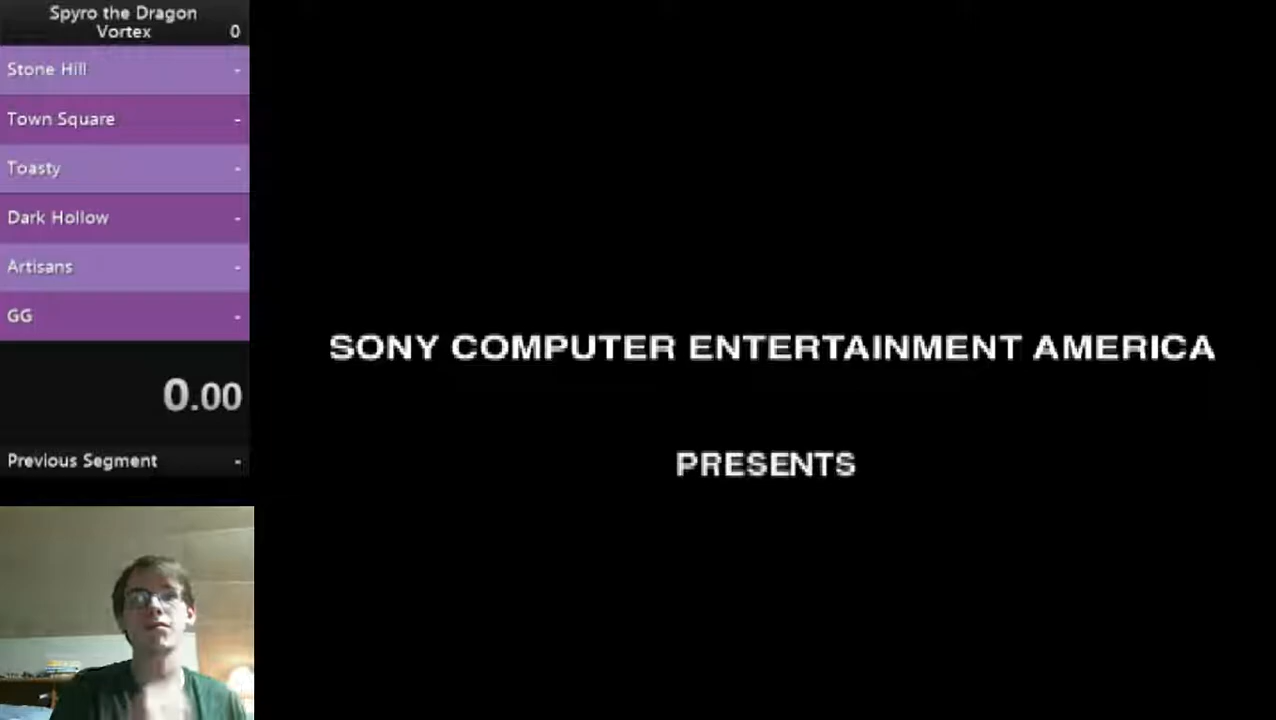 Spyro the Dragon
Vortex 0
Stone Hill -
Town Square -
Toasty -
Dark Hollow -
Artisans -
GG -
0.00
Previous Segment -
SONY COMPUTER ENTERTAINMENT AMERICA
PRESENTS